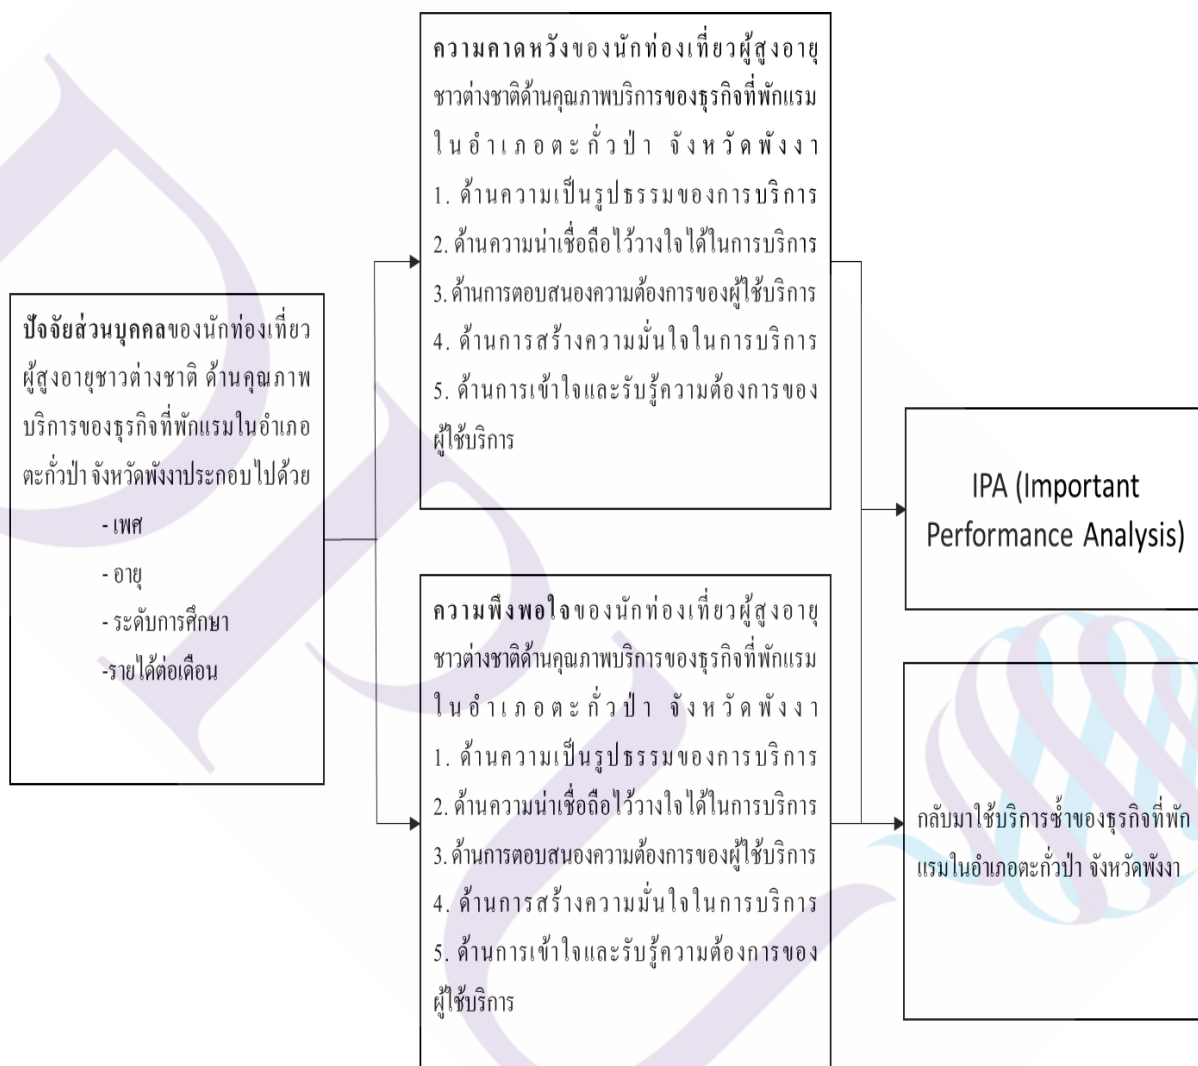 ปัจจัยส่วนบุคคลของนักท่องเที่ยว
ผู้สูงอายุชาวต่างชาติ ด้านคุณภาพ
บริการของธุรกิจที่พักแรมในอำเภอ
ตะกั่วป่า จังหวัดพังงาประกอบไปด้วย
- เพศ
- อายุ
- ระดับการศึกษา
-รายได้ต่อเดือน
ความคาดหวังของนักท่องเที่ยวผู้สูงอายุ
ชาวต่างชาติด้านคุณภาพบริการของธุรกิจที่พักแรม
ในอำเภอตะกั่วป่า จังหวัดพังงา
1. ด้านความเป็นรูปธรรมของการบริการ
2. ด้านความน่าเชื่อถือไว้วางใจได้ในการบริการ
3. ด้านการตอบสนองความต้องการของผู้ใช้บริการ
4. ด้านการสร้างความมั่นใจในการบริการ
5. ด้านการเข้าใจและรับรู้ความต้องการของ
ผู้ใช้บริการ
ความพึงพอใจของนักท่องเที่ยวผู้สูงอายุ
ชาวต่างชาติด้านคุณภาพบริการของธุรกิจที่พักแรม
ในอำเภอตะกั่วป่า จังหวัดพังงา
1. ด้านความเป็นรูปธรรมของการบริการ
2. ด้านความน่าเชื่อถือไว้วางใจได้ในการบริการ
3. ด้านการตอบสนองความต้องการของผู้ใช้บริการ
4. ด้านการสร้างความมั่นใจในการบริการ
5. ด้านการเข้าใจและรับรู้ความต้องการของ
ผู้ใช้บริการ
IPA (Important
Performance Analysis)
กลับมาใช้บริการซ้ำของธุรกิจที่พัก
แรมในอำเภอตะกั่วป่า จังหวัดพังงา
DPU